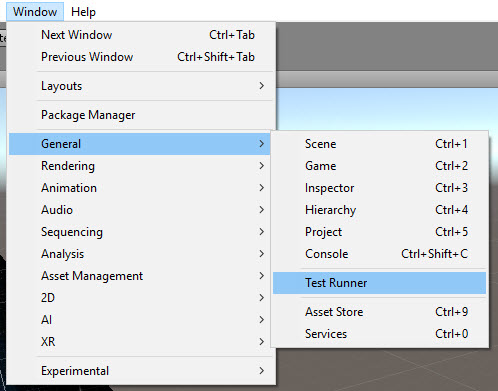 Window Help
Next Window Ctrl+Tab
Previous Window Ctrl+Shift+Tab
Layouts
Package Manager
General
Rendering
Animation
Audio
Sequencing
Analysis
Asset Management
2D
AI
XR
Experimental
Scene Ctrl+1
Game Ctrl+2
Inspector Ctrl+3
Hierarchy Ctrl+4
Project Ctrl+5
Console Ctrl+Shift+C
Test Runner
Asset Store Ctrl+9
Services Ctrl+0